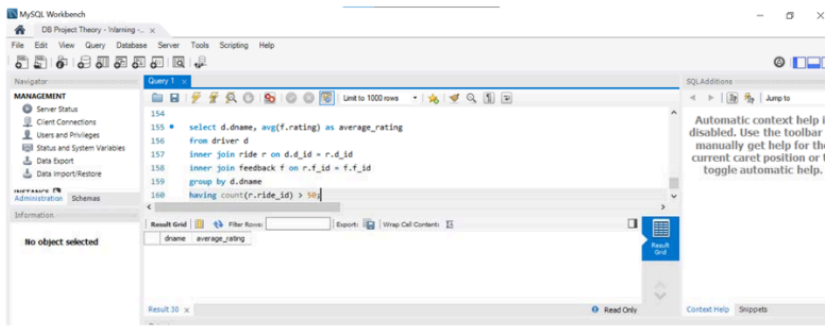 MySQL Workbench
DB Project Theory - Warning -... x
File Edit View Query Database Server Tools Scripting Help
Navigator
MANAGEMENT
Server Status
Client Connections
Users and Privileges
Status and System Variables
Data Export
Data Import/Restore
INSTANCE
Administration Schemas
Information
No object selected
Query 1 x
Limit to 1000 rows
154
155 select d.dname, avg(f.rating) as average_rating
156 from driver d
157 inner join ride r on d.d_id = r.d_id
158 inner join feedback f on r.f_id = f.f_id
159 group by d.dname
160 having count(r.ride_id) > 50;
Result Grid Filter Rows: Export: Wrap Cell Content:
dname average_rating
Result Grid
Result 30 x
Read Only
SQLAdditions
Jump to
Automatic context help i
disabled. Use the toolbar
manually get help for the
current caret position or t
toggle automatic help.
Context Help Snippets